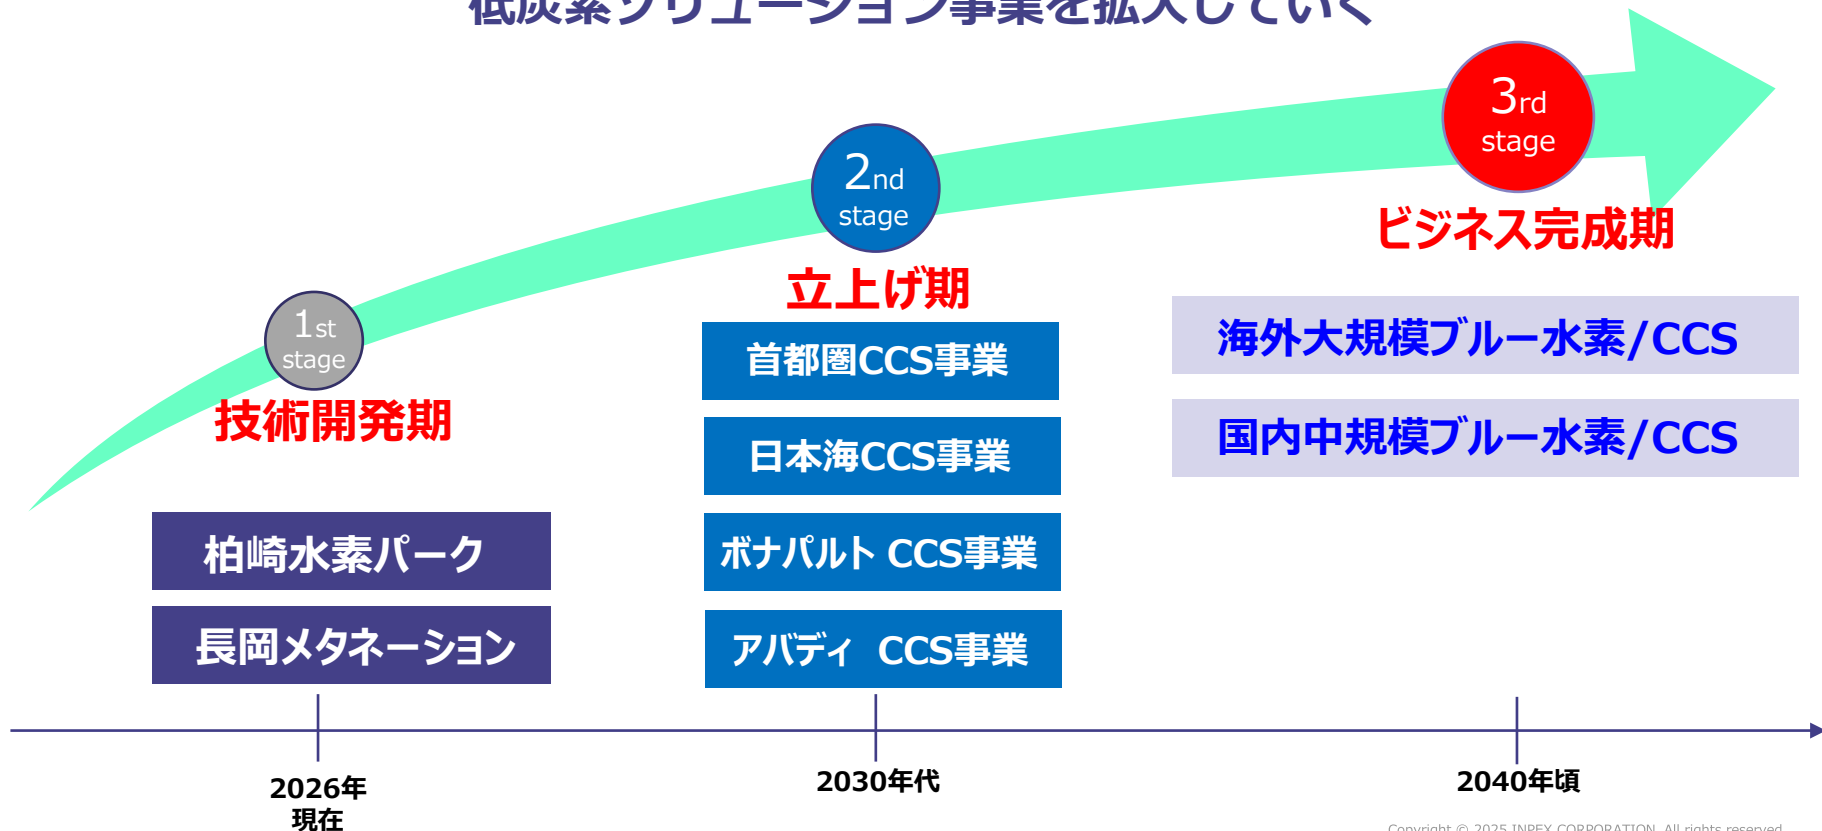 低炭素ソリューション事業を拡大していく
3rd
stage
2nd
stage
ビジネス完成期
立上げ期
1st
stage
海外大規模ブルー水素/CCS
首都圏CCS事業
技術開発期
国内中規模ブルー水素/CCS
日本海CCS事業
柏崎水素パーク
ボナパルト CCS事業
長岡メタネーション
アバディ CCS事業
2026年
現在
2030年代
2040年頃
Copyright © 2025 INPEX CORPORATION. All rights reserved